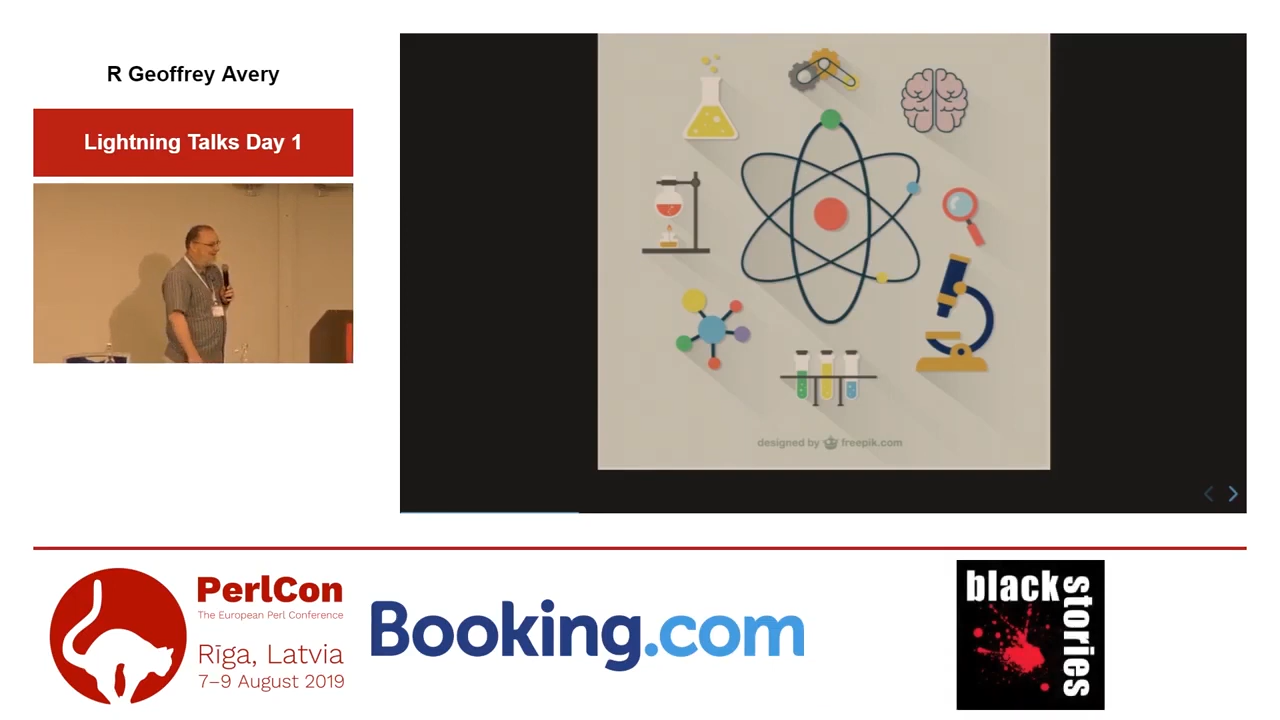 R Geoffrey Avery
Lightning Talks Day 1
designed by freepik.com
PerlCon
The European Perl Conference
Rīga, Latvia
7–9 August 2019
Booking.com
black
stories